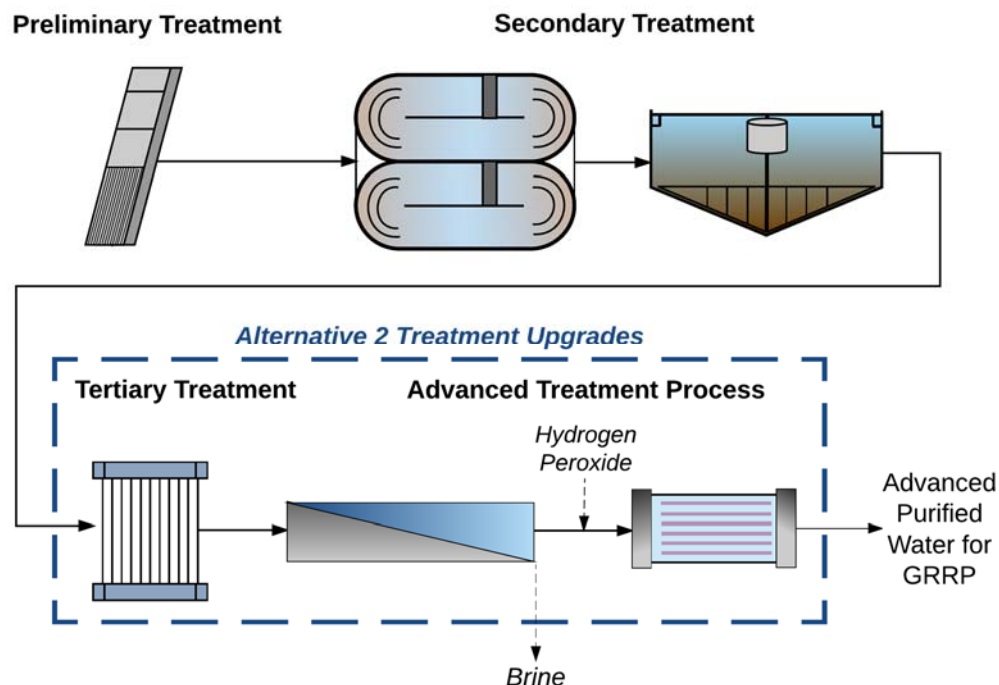 Preliminary Treatment
Secondary Treatment
Alternative 2 Treatment Upgrades
Tertiary Treatment
Advanced Treatment Process
Hydrogen
Peroxide
Advanced
Purified
Water for
GRRP
Brine